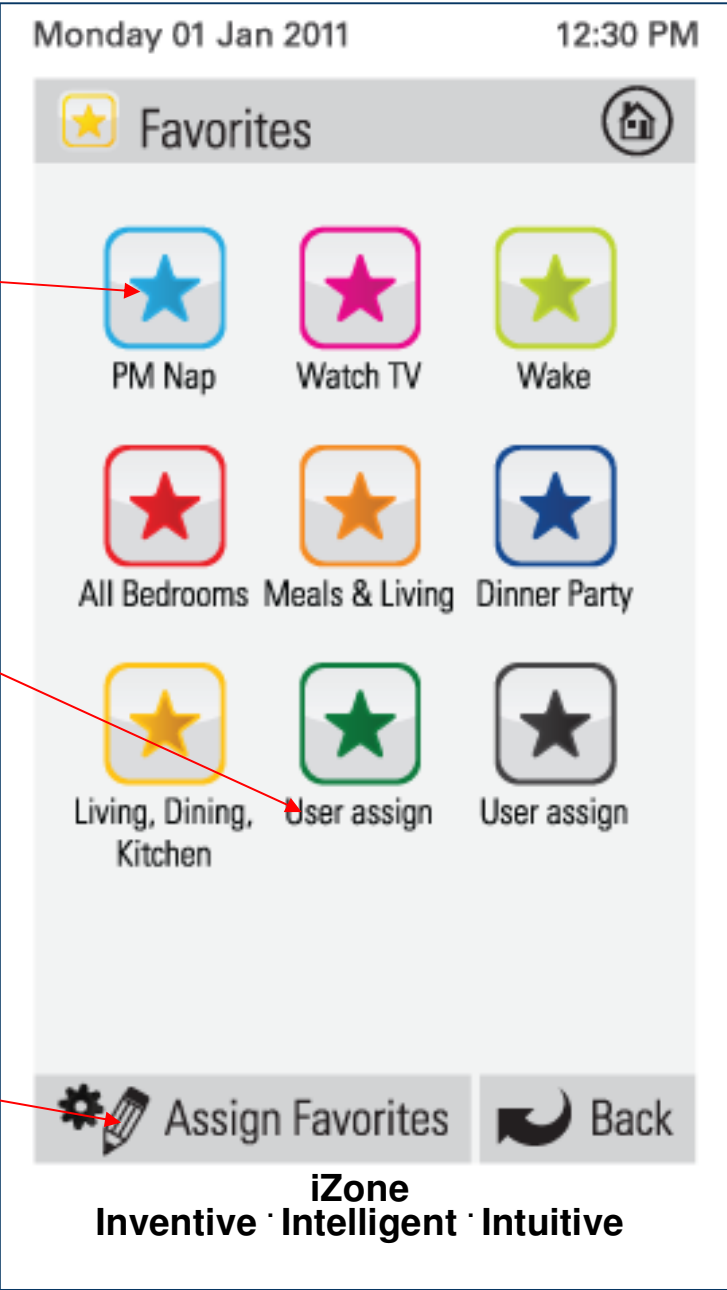 Monday 01 Jan 2011 12:30 PM
Favorites
PM Nap Watch TV Wake
All Bedrooms Meals & Living Dinner Party
Living, Dining, User assign User assign
Kitchen
Assign Favorites Back
iZone
Inventive · Intelligent · Intuitive